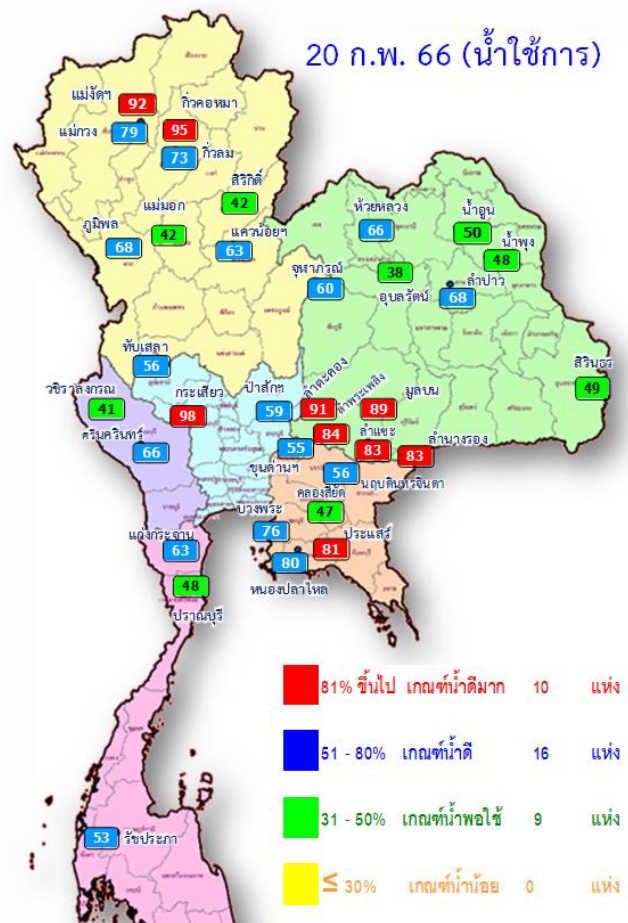 20 ก.พ. 66 (น้ำใช้การ)
แม่งัดฯ
92
กิ่วคอหมา
95
แม่กวง
79
73
กิ่วลม
สิริกิติ์
42
แม่มอก
42
ภูมิพล
68
แควน้อยฯ
63
ห้วยหลวง
66
น้ำอูน
50
น้ำพุง
48
จุฬาภรณ์
60
38
อุบลรัตน์
ลำปาว
68
สิรินธร
49
ทับเสลา
56
วชิราลงกรณ
41
กระเสียว
98
ป่าสักฯ
59
ลำตะคอง
91
ลำพระเพลิง
84
89
มูลบน
ลำแชะ
83
ลำนางรอง
83
ศรีนครินทร์
66
55
ขุนด่านฯ
56
นฤบดินทรจินดา
คลองสียัด
47
บางพระ
76
ประแสร์
81
80
หนองปลาไหล
แก่งกระจาน
63
48
ปราณบุรี
53 รัชประภา
81% ขึ้นไป เกณฑ์น้ำดีมาก 10 แห่ง
51 - 80% เกณฑ์น้ำดี 16 แห่ง
31 - 50% เกณฑ์น้ำพอใช้ 9 แห่ง
≤ 30% เกณฑ์น้ำน้อย 0 แห่ง